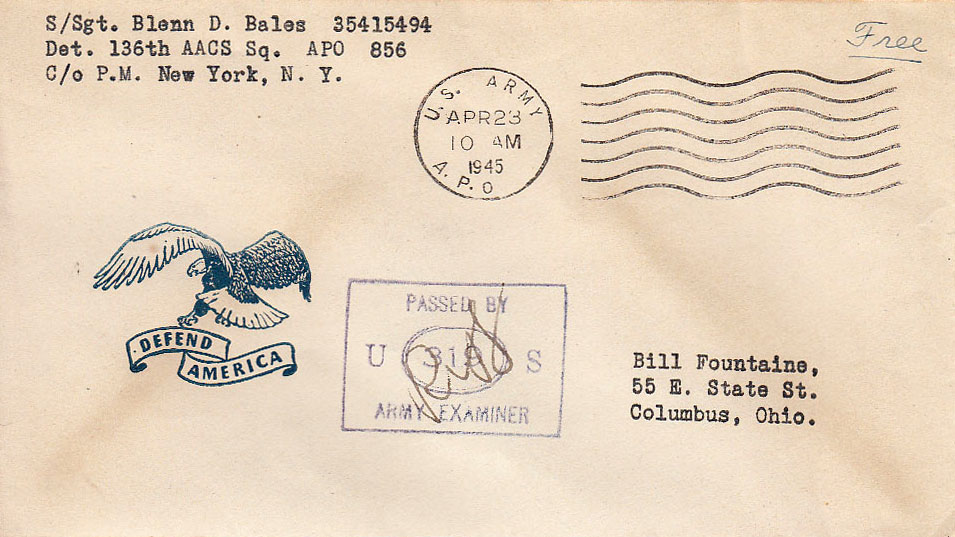 S/Sgt. Blenn D. Bales 35415494
Det. 136th AACS Sq. APO 856
C/o P.M. New York, N. Y.
Free
U.S. ARMY
APR 23
10 AM
1945
A.P.O
DEFEND
AMERICA
PASSED BY
U 319 S
ARMY EXAMINER
Bill Fountaine,
55 E. State St.
Columbus, Ohio.